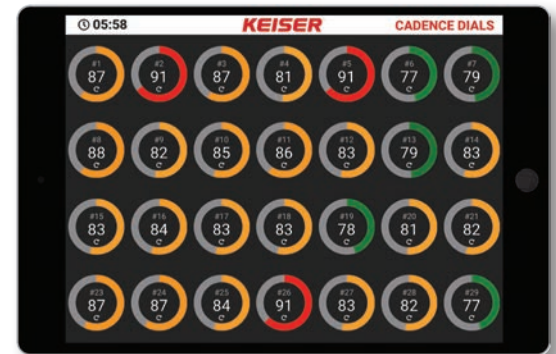 05:58 KEISER CADENCE DIALS
#1 #2 #3 #4 #5 #6 #7
87 91 87 81 91 77 79
#8 #9 #10 #11 #12 #13 #14
88 82 85 86 83 79 83
#15 #16 #17 #18 #19 #20 #21
83 84 83 83 78 81 82
#23 #24 #25 #26 #27 #28 #29
87 87 84 91 83 82 77